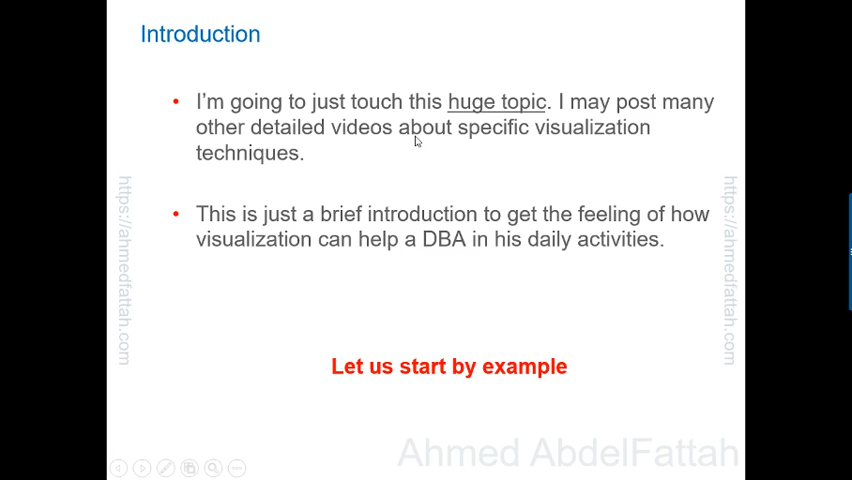 Introduction
• I'm going to just touch this huge topic. I may post many
other detailed videos about specific visualization
techniques.
• This is just a brief introduction to get the feeling of how
visualization can help a DBA in his daily activities.
Let us start by example
https://ahmedfattah.com
https://ahmedfattah.com
Ahmed AbdelFattah